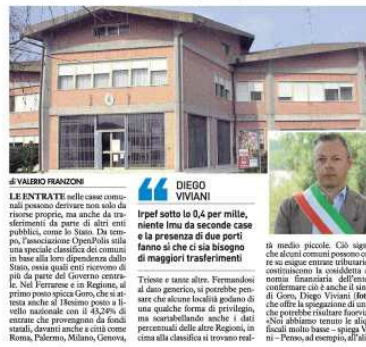 di VALERIO FRANZONI
LE ENTRATE nelle casse comu-
nali possono derivare non solo da
risorse proprie, ma anche da tra-
sferimenti da parte di altri enti
pubblici, come lo Stato. Da tem-
po, l'associazione OpenPolis stila
una speciale classifica dei comuni
in base alla loro dipendenza dallo
Stato, ossia quali enti ricevono di
più da parte del Governo centra-
le. Nel Ferrarese e in Regione, al
primo posto spicca Goro, che si at-
testa anche al 18esimo posto a li-
vello nazionale con il 43,24% di
entrate che provengono da fondi
statali, davanti anche a città come
Roma, Palermo, Milano, Genova,
DIEGO
VIVIANI
Irpef sotto lo 0,4 per mille,
niente Imu da seconde case
e la presenza di due porti
fanno sì che ci sia bisogno
di maggiori trasferimenti
Trieste e tante altre. Fermandosi
al dato generico, si potrebbe pen-
sare che alcune località godano di
una qualche forma di privilegio,
ma scartabellando anche i dati
percentuali delle altre Regioni, in
cima alla classifica si trovano real-
tà medio piccole. Ciò sign
che alcuni comuni possono c
re su esigue entrate tributari
costituiscono la cosiddetta
nomia finanziaria dell'ent
confermare ciò è anche il sin
di Goro, Diego Viviani (fot
che offre la spiegazione di un
che potrebbe risultare fuorvi
«Noi abbiamo tenuto le aliq
fiscali molto basse – spiega V
ni – Penso, ad esempio, all'ali